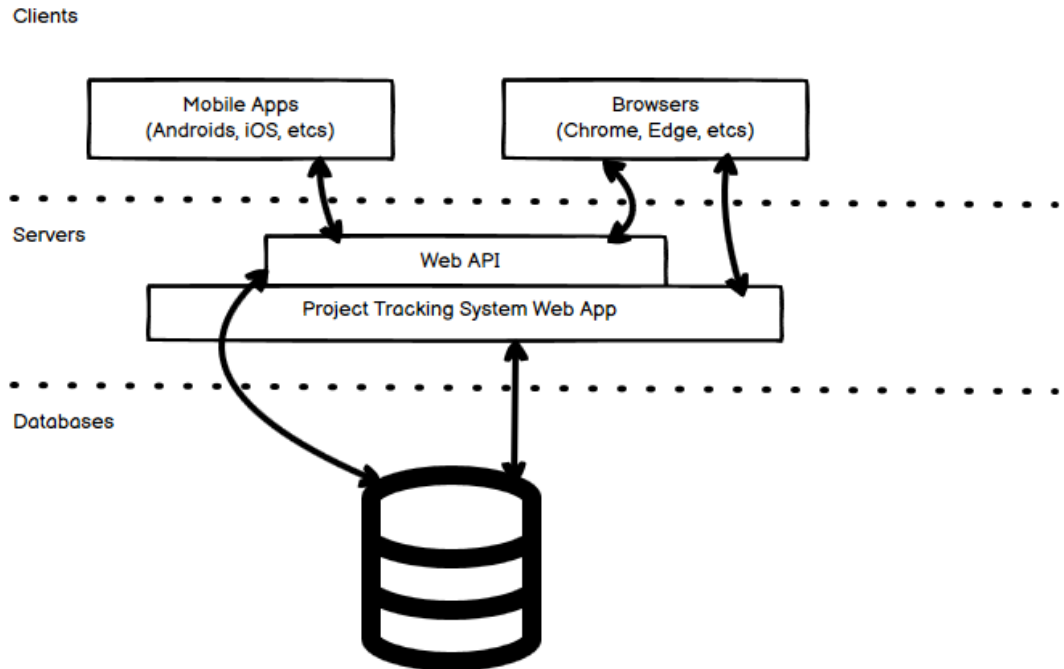 Clients
Mobile Apps
(Androids, iOS, etcs)
Browsers
(Chrome, Edge, etcs)
Servers
Web API
Project Tracking System Web App
Databases